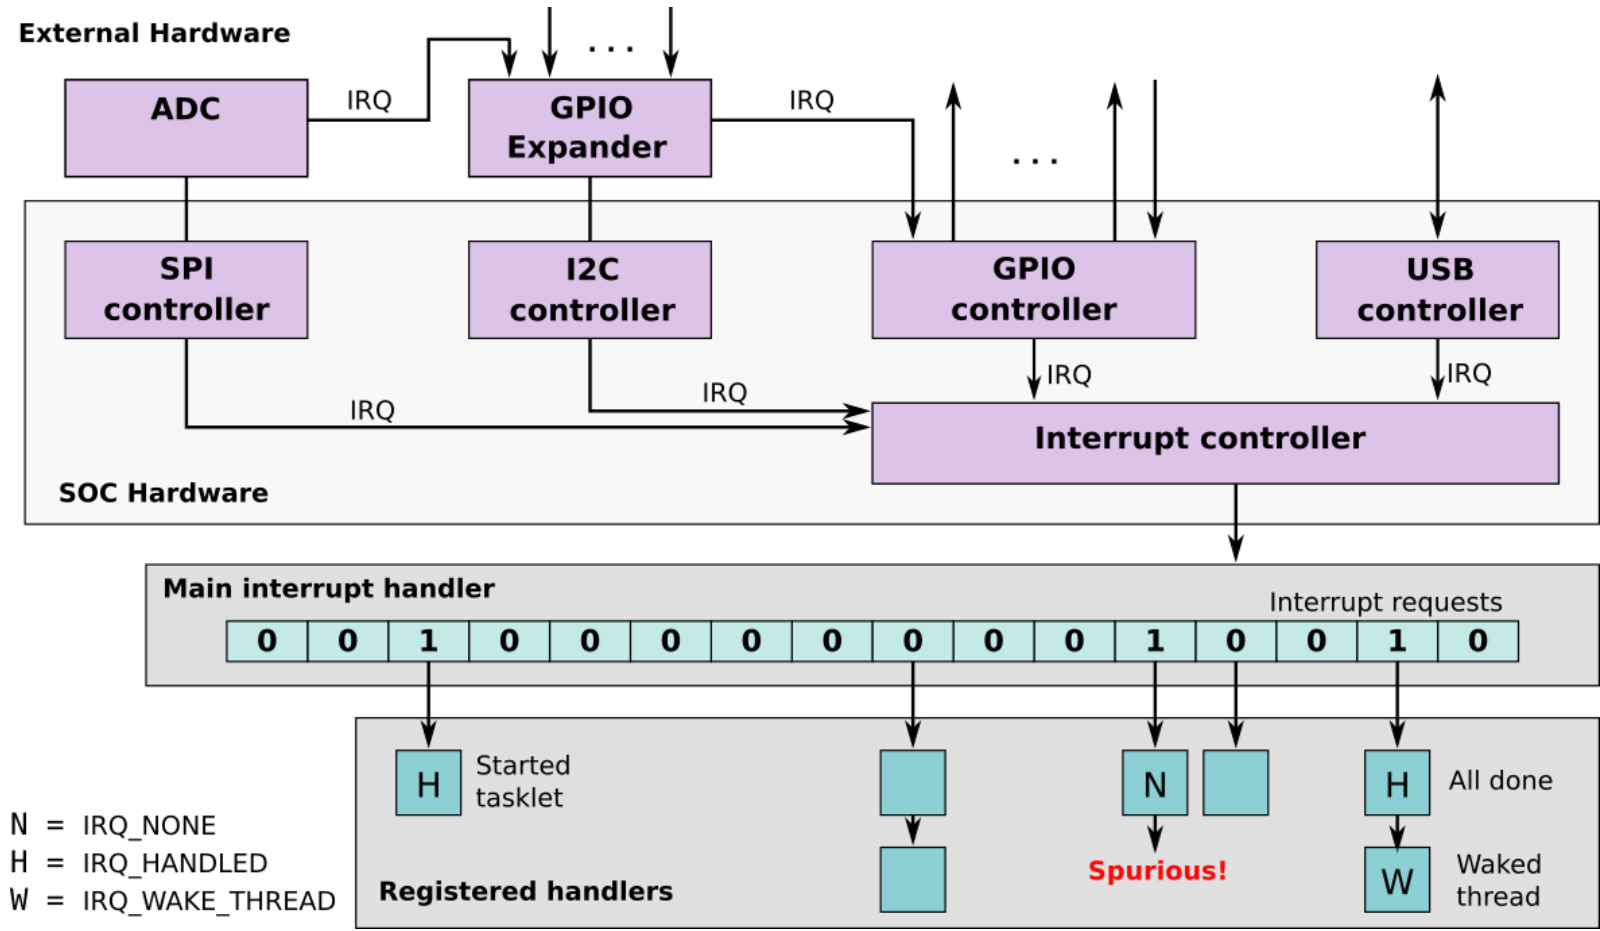 External Hardware
. . .
ADC
IRQ
GPIO
Expander
IRQ
. . .
SPI
controller
I2C
controller
GPIO
controller
USB
controller
IRQ
IRQ
IRQ
IRQ
Interrupt controller
SOC Hardware
Main interrupt handler
Interrupt requests
0 0 1 0 0 0 0 0 0 0 0 1 0 0 1 0
H
Started
tasklet
N
H
All done
Spurious!
W
Waked
thread
Registered handlers
N = IRQ_NONE
H = IRQ_HANDLED
W = IRQ_WAKE_THREAD